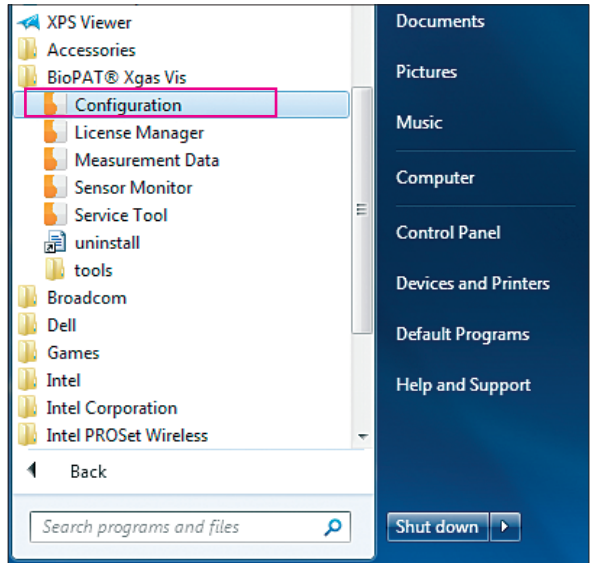 XPS Viewer
Accessories
BioPAT® Xgas Vis
Configuration
License Manager
Measurement Data
Sensor Monitor
Service Tool
uninstall
tools
Broadcom
Dell
Games
Intel
Intel Corporation
Intel PROSet Wireless
Back
Search programs and files
Documents
Pictures
Music
Computer
Control Panel
Devices and Printers
Default Programs
Help and Support
Shut down